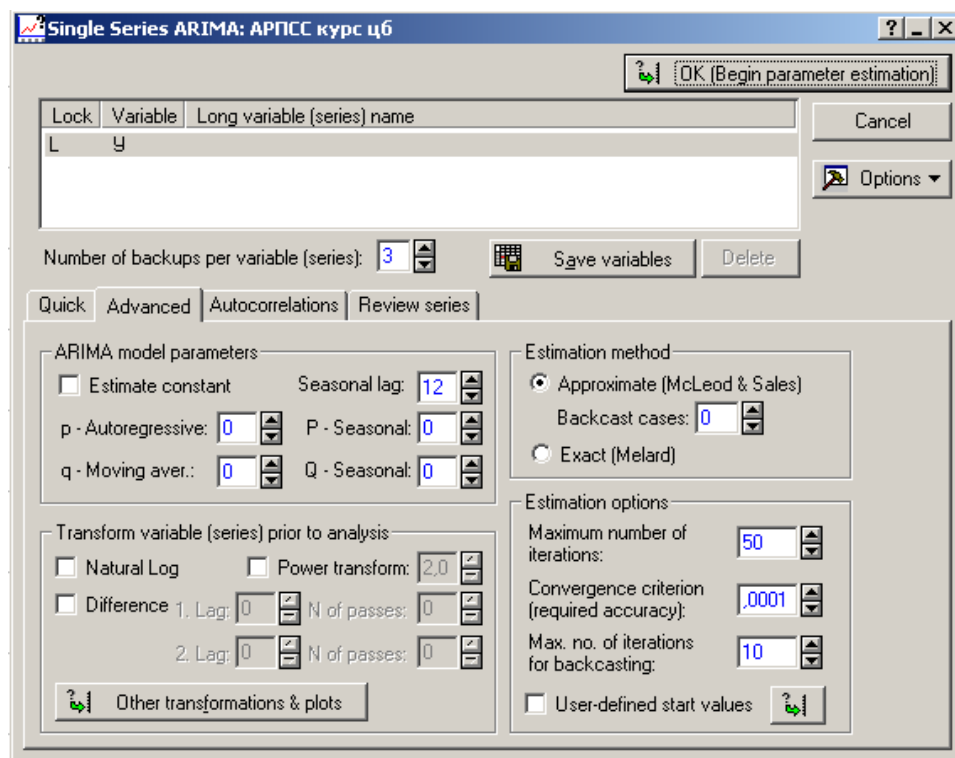 Single Series ARIMA: АРПСС курс цб
OK (Begin parameter estimation)
Lock Variable Long variable (series) name
Cancel
L У
Options
Number of backups per variable (series): 3 Save variables Delete
Quick Advanced Autocorrelations Review series
ARIMA model parameters
Estimate constant Seasonal lag: 12
p - Autoregressive: 0 P - Seasonal: 0
q - Moving aver.: 0 Q - Seasonal: 0
Estimation method
Approximate (McLeod & Sales)
Backcast cases: 0
Exact (Melard)
Transform variable (series) prior to analysis
Natural Log Power transform: 2,0
Difference 1. Lag: 0 N of passes: 0
2. Lag: 0 N of passes: 0
Other transformations & plots
Estimation options
Maximum number of
iterations: 50
Convergence criterion
(required accuracy): ,0001
Max. no. of iterations
for backcasting: 10
User-defined start values